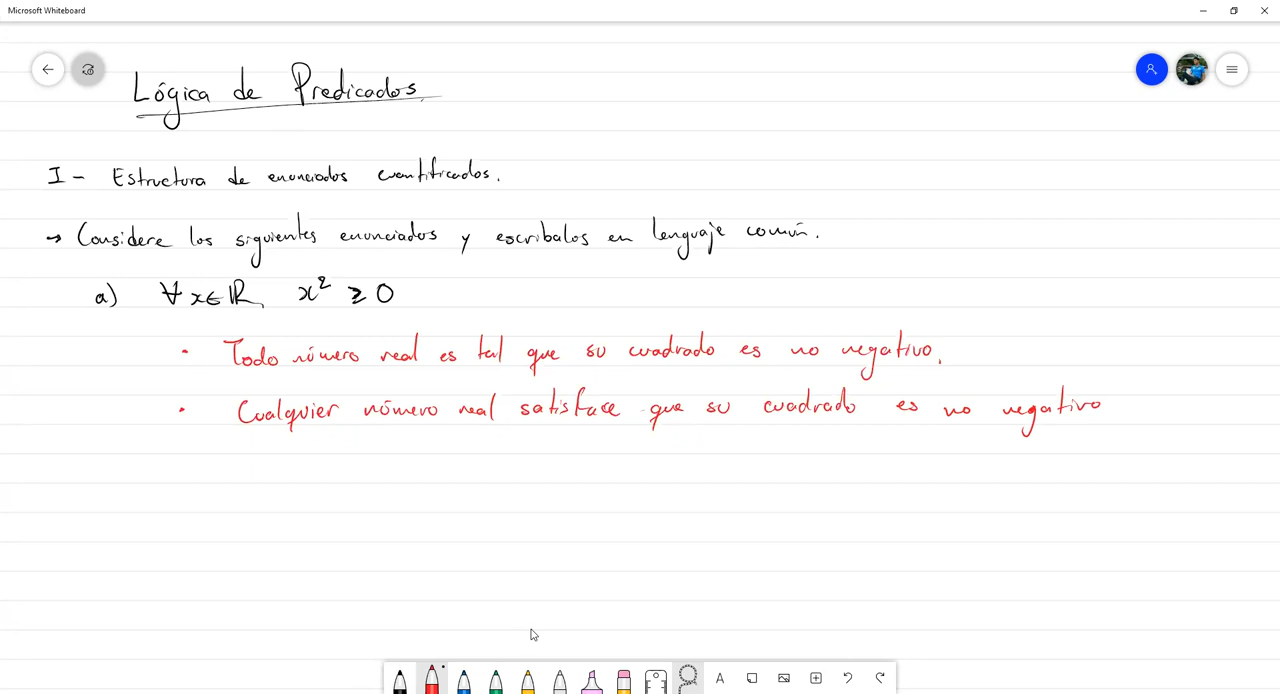 Microsoft Whiteboard
Lógica de Predicados
I - Estructura de enunciados cuantificados.
→ Considere los siguientes enunciados y escribalos en lenguaje común.
a) ∀x∈ℝ, x² ≥ 0
· Todo número real es tal que su cuadrado es no negativo.
· Cualquier número real satisface que su cuadrado es no negativo